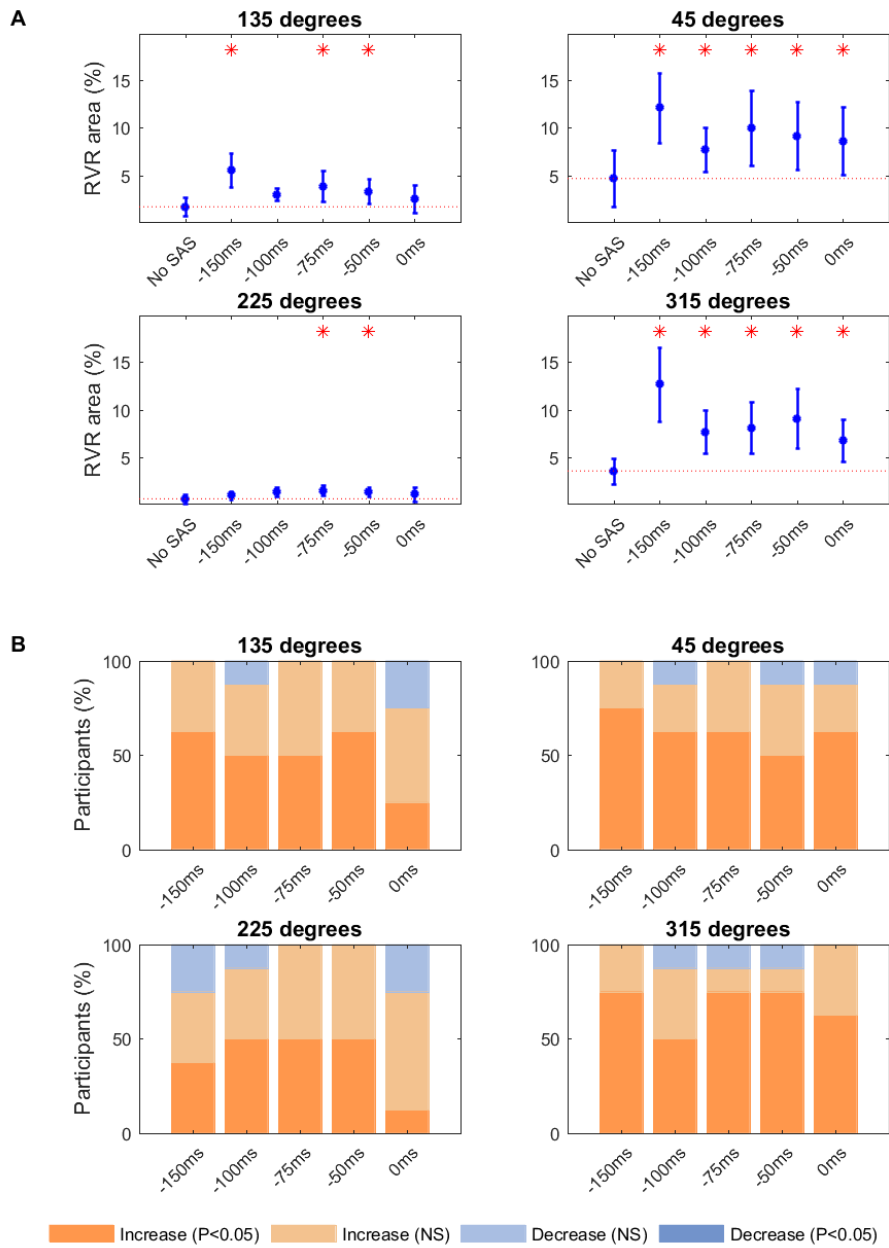 A
135 degrees
45 degrees
RVR area (%)
15
10
5
15
10
5
No SAS
-150ms
-100ms
-75ms
-50ms
0ms
No SAS
-150ms
-100ms
-75ms
-50ms
0ms
225 degrees
315 degrees
RVR area (%)
15
10
5
15
10
5
No SAS
-150ms
-100ms
-75ms
-50ms
0ms
No SAS
-150ms
-100ms
-75ms
-50ms
0ms
B
135 degrees
45 degrees
Participants (%)
100
50
0
100
50
0
-150ms
-100ms
-75ms
-50ms
0ms
-150ms
-100ms
-75ms
-50ms
0ms
225 degrees
315 degrees
Participants (%)
100
50
0
100
50
0
-150ms
-100ms
-75ms
-50ms
0ms
-150ms
-100ms
-75ms
-50ms
0ms
Increase (P<0.05) Increase (NS) Decrease (NS) Decrease (P<0.05)